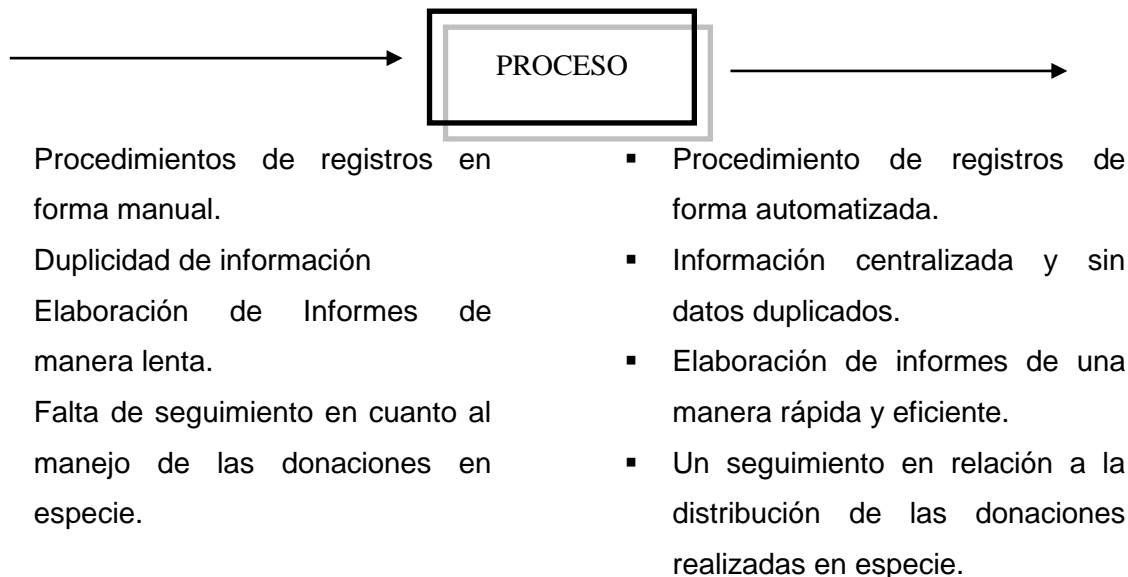 PROCESO
Procedimientos de registros en
forma manual.
Duplicidad de información
Elaboración de Informes de
manera lenta.
Falta de seguimiento en cuanto al
manejo de las donaciones en
especie.
▪ Procedimiento de registros de
forma automatizada.
▪ Información centralizada y sin
datos duplicados.
▪ Elaboración de informes de una
manera rápida y eficiente.
▪ Un seguimiento en relación a la
distribución de las donaciones
realizadas en especie.